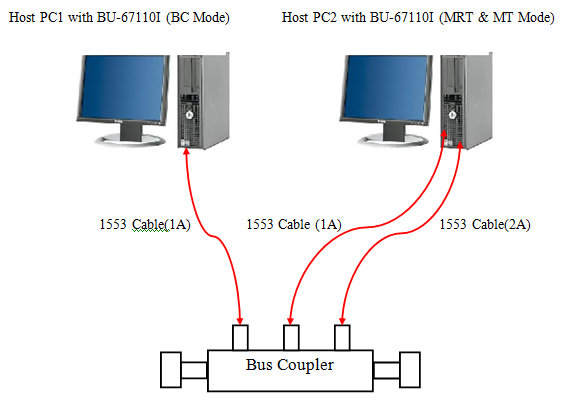 Host PC1 with BU-67110I (BC Mode)
Host PC2 with BU-67110I (MRT & MT Mode)
1553 Cable(1A)
1553 Cable (1A)
1553 Cable(2A)
Bus Coupler